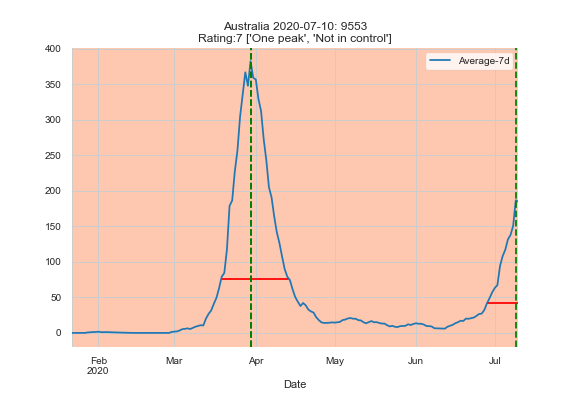 Australia 2020-07-10: 9553
Rating:7 ['One peak', 'Not in control']
Average-7d
400
350
300
250
200
150
100
50
0
Feb
2020
Mar
Apr
May
Jun
Jul
Date